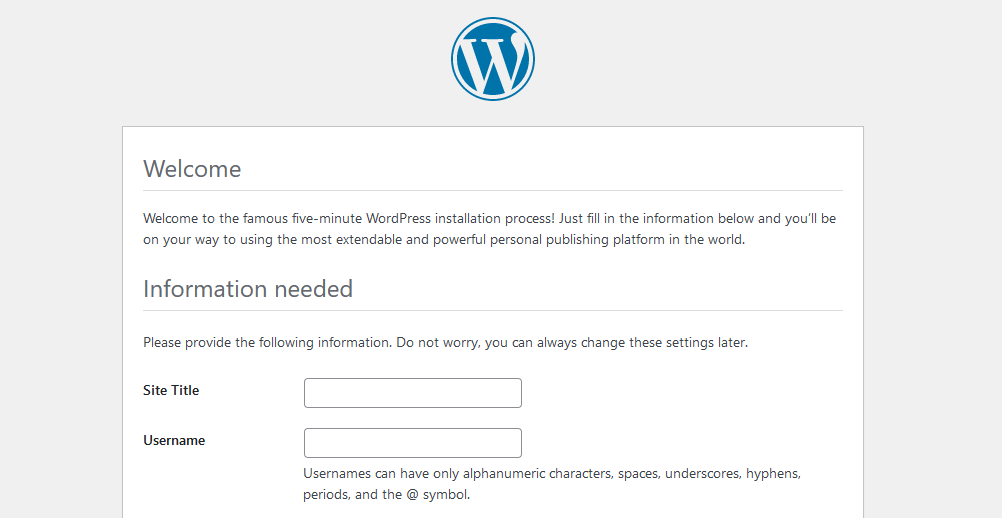 Welcome
Welcome to the famous five-minute WordPress installation process! Just fill in the information below and you’ll be
on your way to using the most extendable and powerful personal publishing platform in the world.
Information needed
Please provide the following information. Do not worry, you can always change these settings later.
Site Title
Username
Usernames can have only alphanumeric characters, spaces, underscores, hyphens,
periods, and the @ symbol.